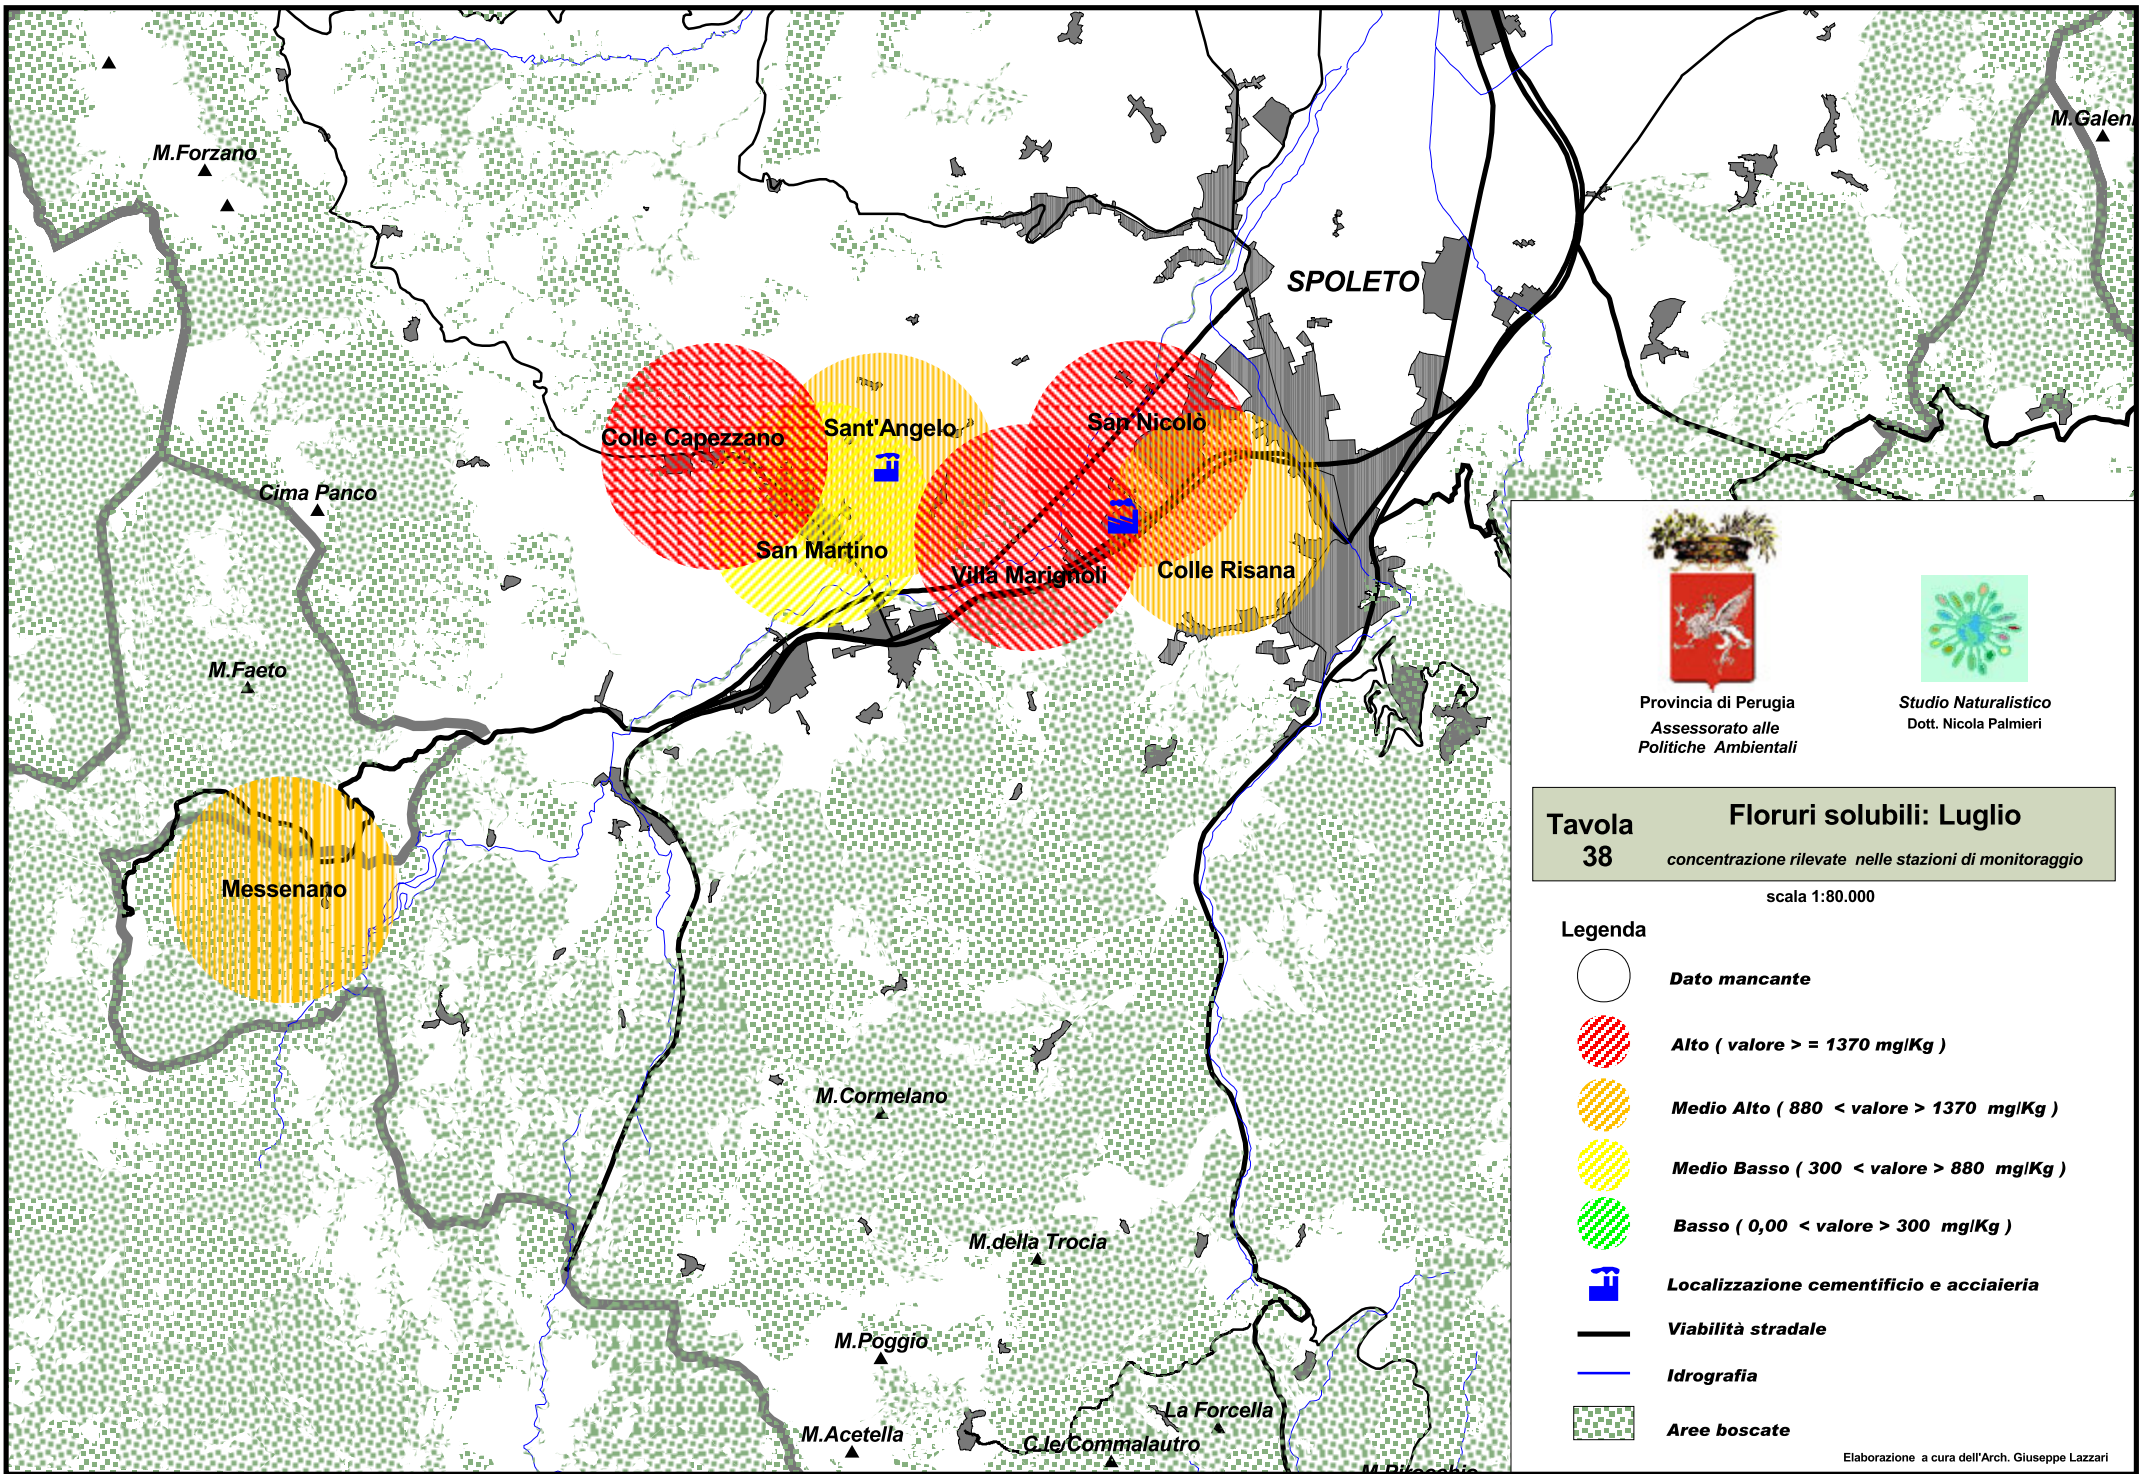 M.Forzano
M.Galen
SPOLETO
Colle Capezzano
Sant'Angelo
San Nicolò
Cima Panco
San Martino
Villa Marignoli
Colle Risana
M.Faeto
Messenano
M.Cormelano
M.della Trocia
M.Poggio
M.Acetella
La Forcella
C.le Commalautro
Provincia di Perugia
Assessorato alle
Politiche Ambientali
Studio Naturalistico
Dott. Nicola Palmieri
Tavola
38
Floruri solubili: Luglio
concentrazione rilevate nelle stazioni di monitoraggio
scala 1:80.000
Legenda
Dato mancante
Alto ( valore > = 1370 mg/Kg )
Medio Alto ( 880 < valore > 1370 mg/Kg )
Medio Basso ( 300 < valore > 880 mg/Kg )
Basso ( 0,00 < valore > 300 mg/Kg )
Localizzazione cementificio e acciaieria
Viabilità stradale
Idrografia
Aree boscate
Elaborazione a cura dell'Arch. Giuseppe Lazzari